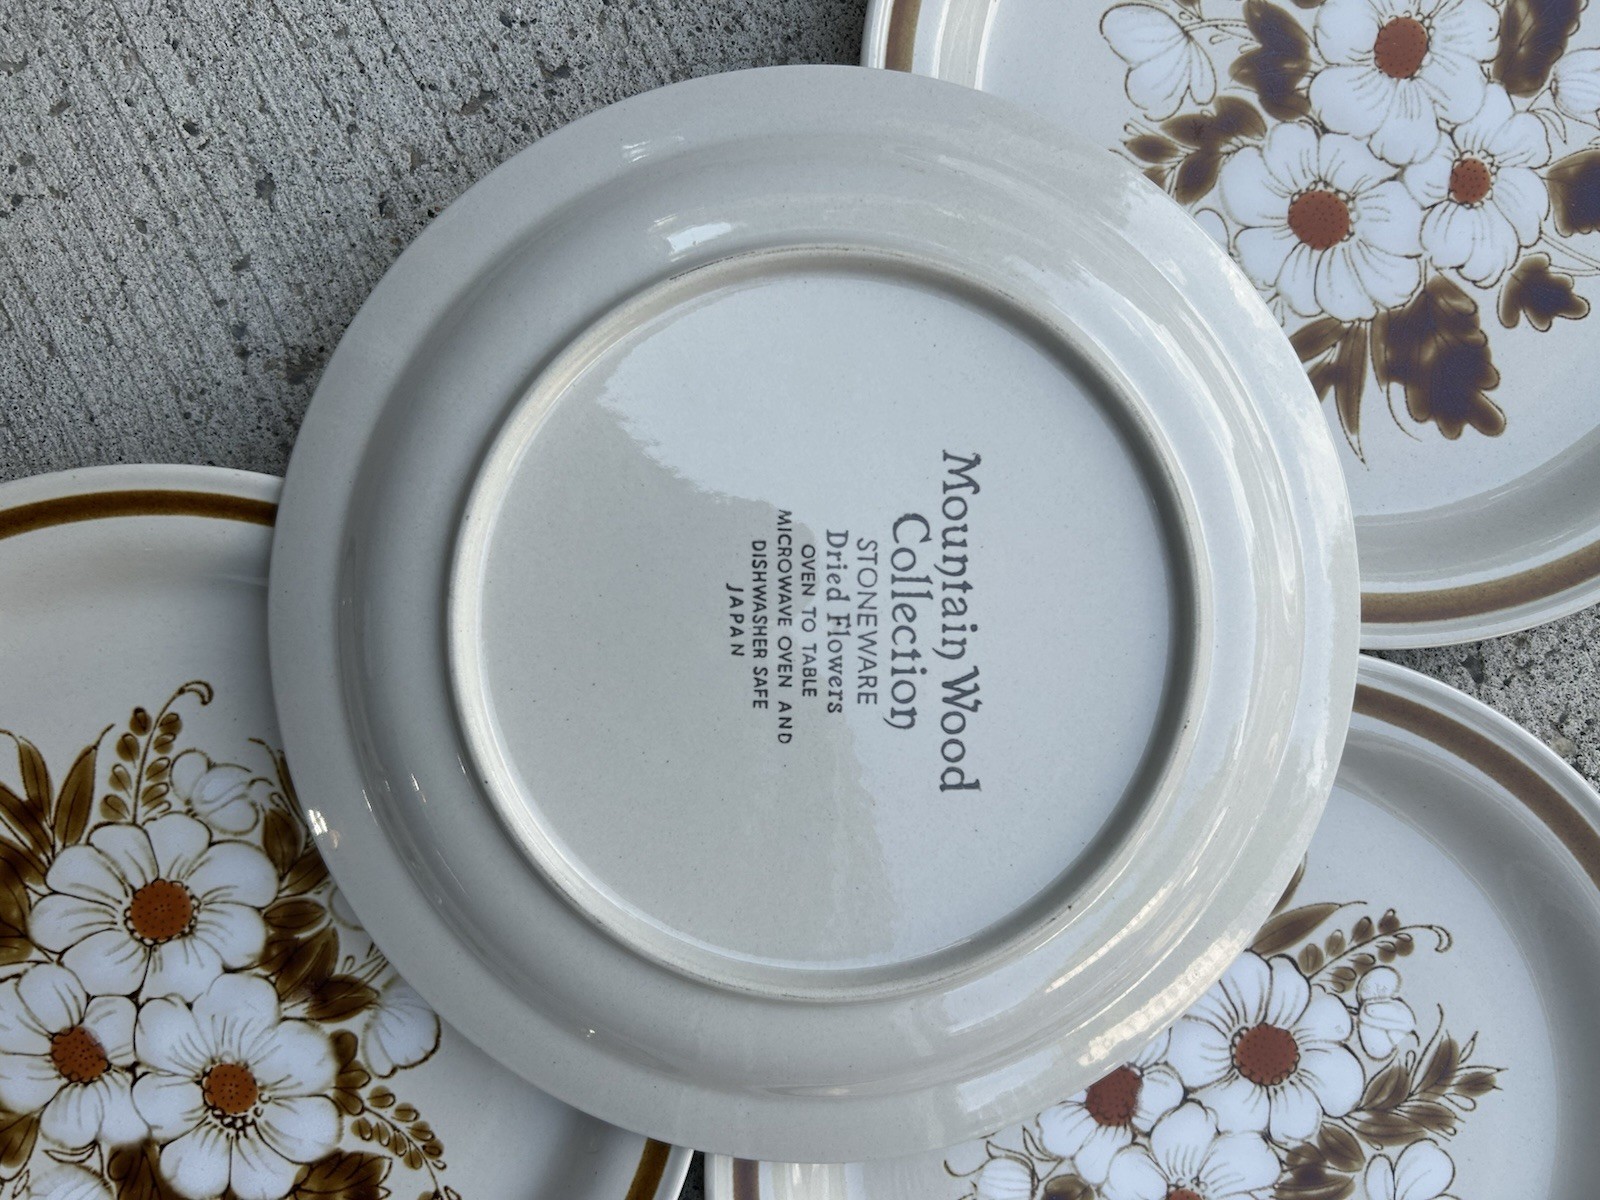 Mountain Wood
Collection
STONEWARE
Dried Flowers
OVEN TO TABLE
MICROWAVE OVEN AND
DISHWASHER SAFE
JAPAN